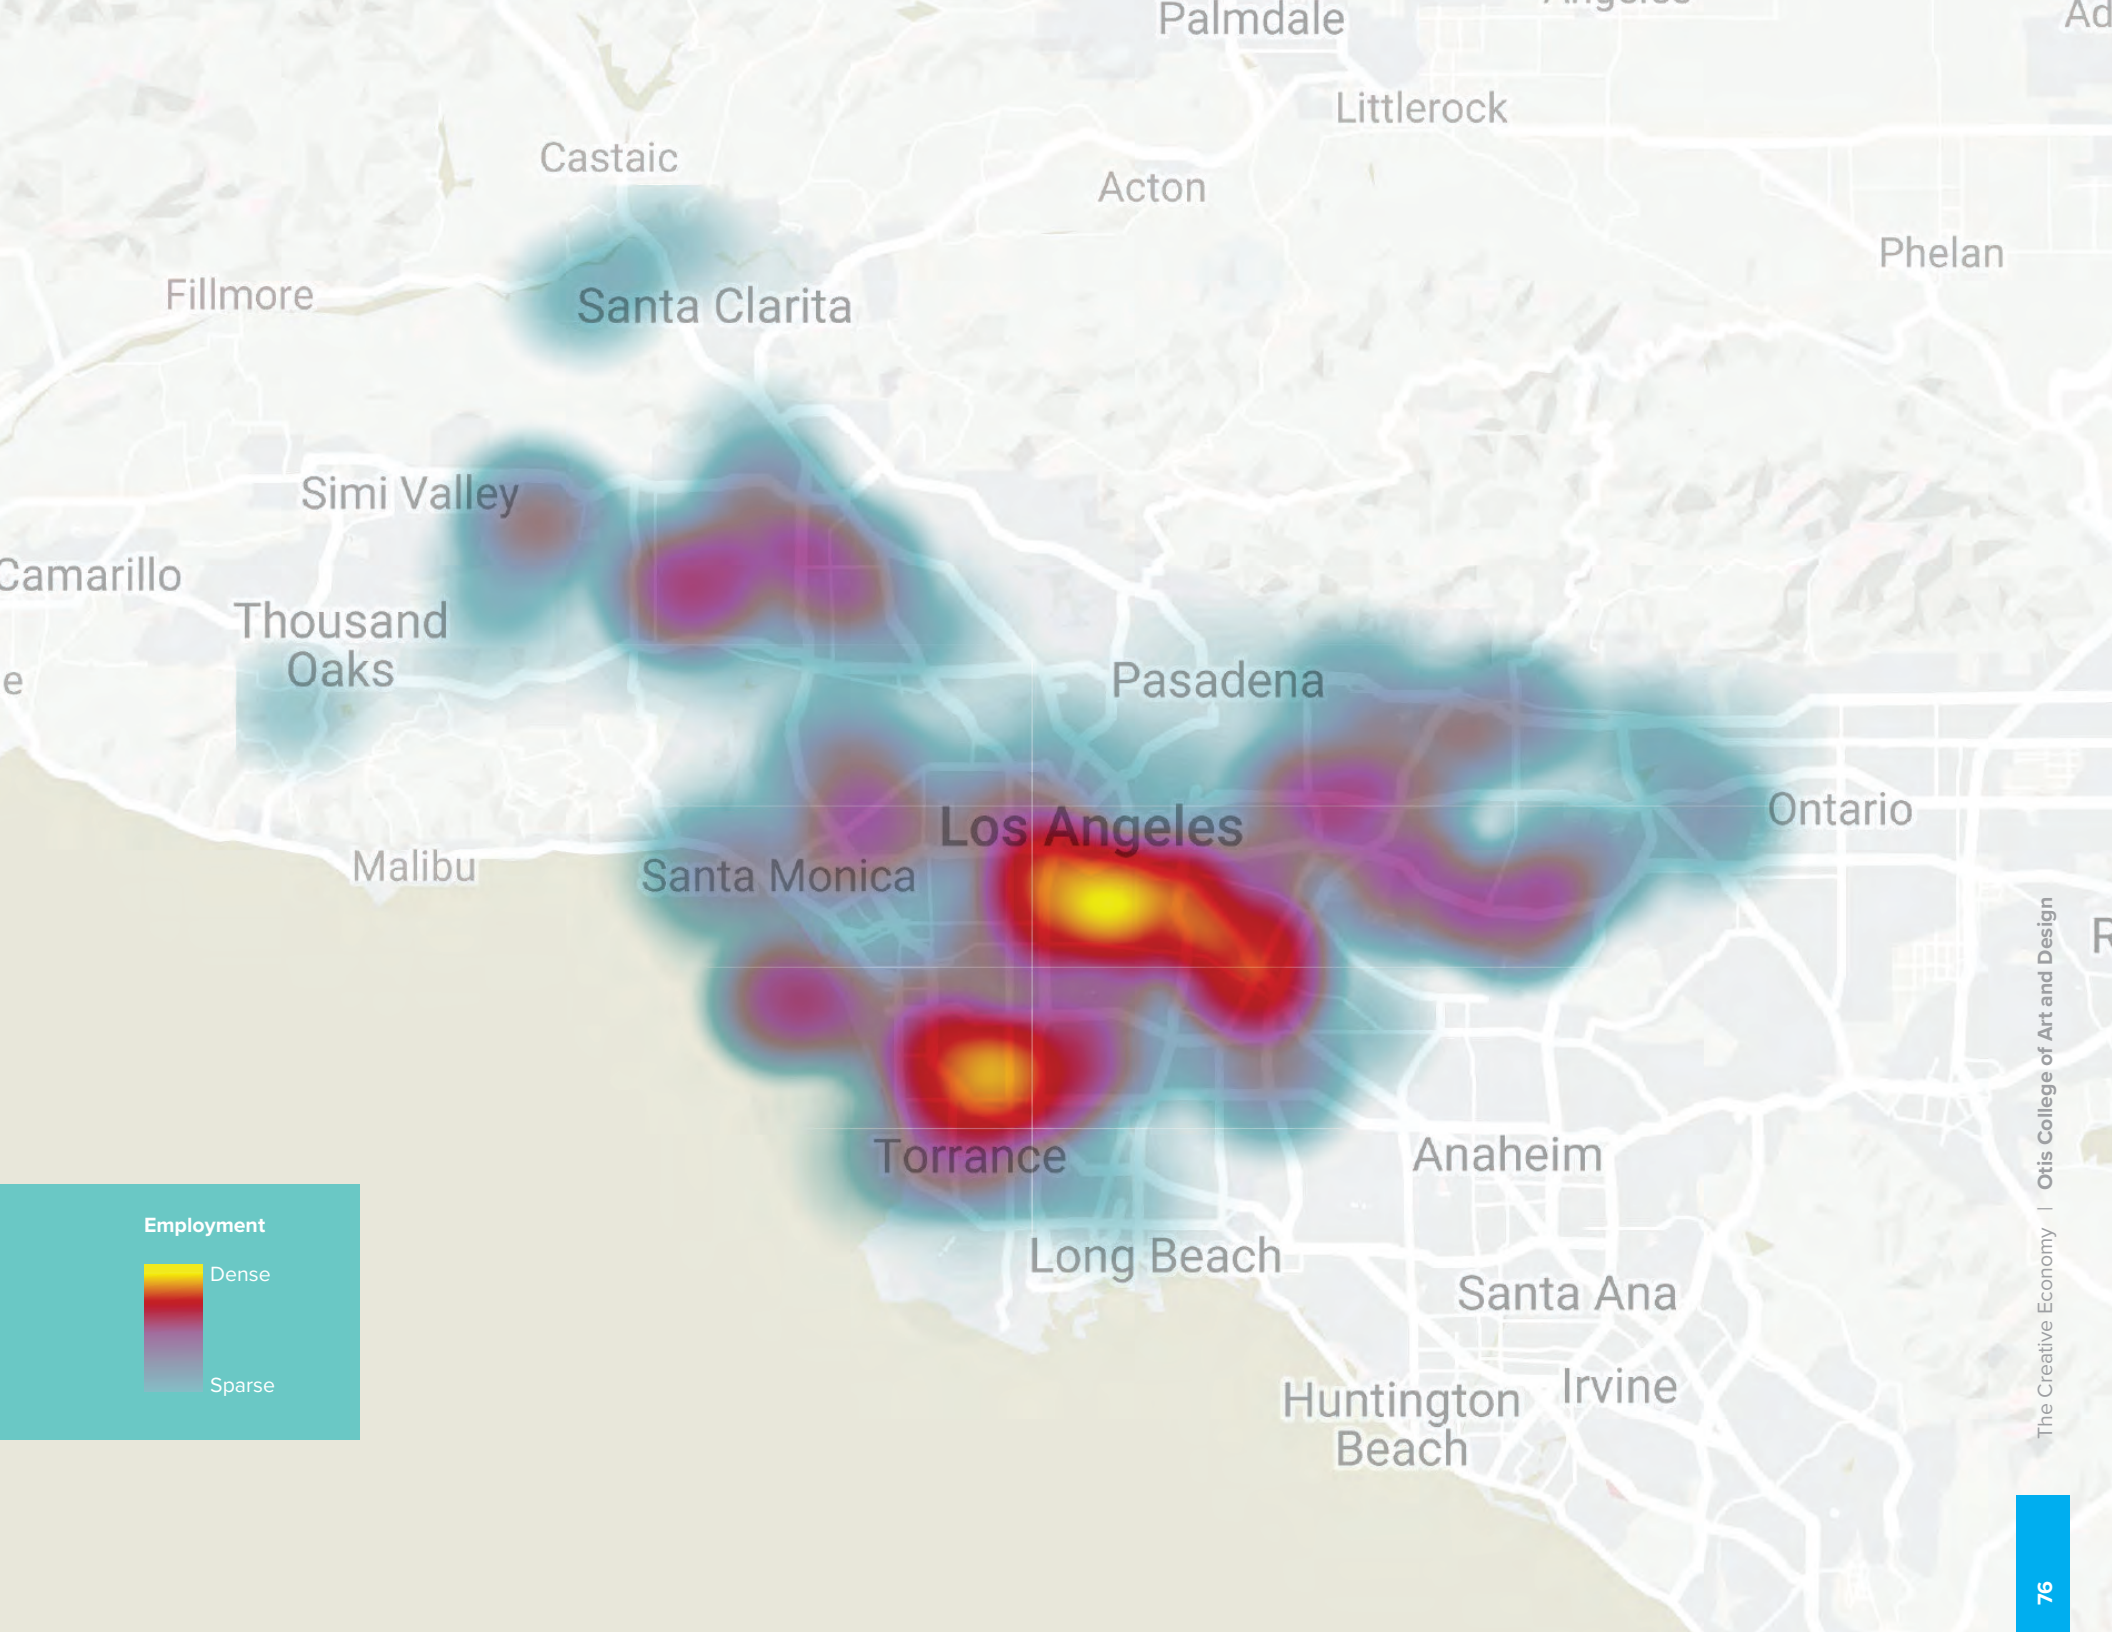 Palmdale
Littlerock
Castaic
Acton
Phelan
Fillmore
Santa Clarita
Simi Valley
Camarillo
Thousand
Oaks
Pasadena
Ontario
Los Angeles
Malibu
Santa Monica
Torrance
Anaheim
Long Beach
Santa Ana
Huntington
Beach
Irvine
Employment
Dense
Sparse
The Creative Economy | Otis College of Art and Design
76